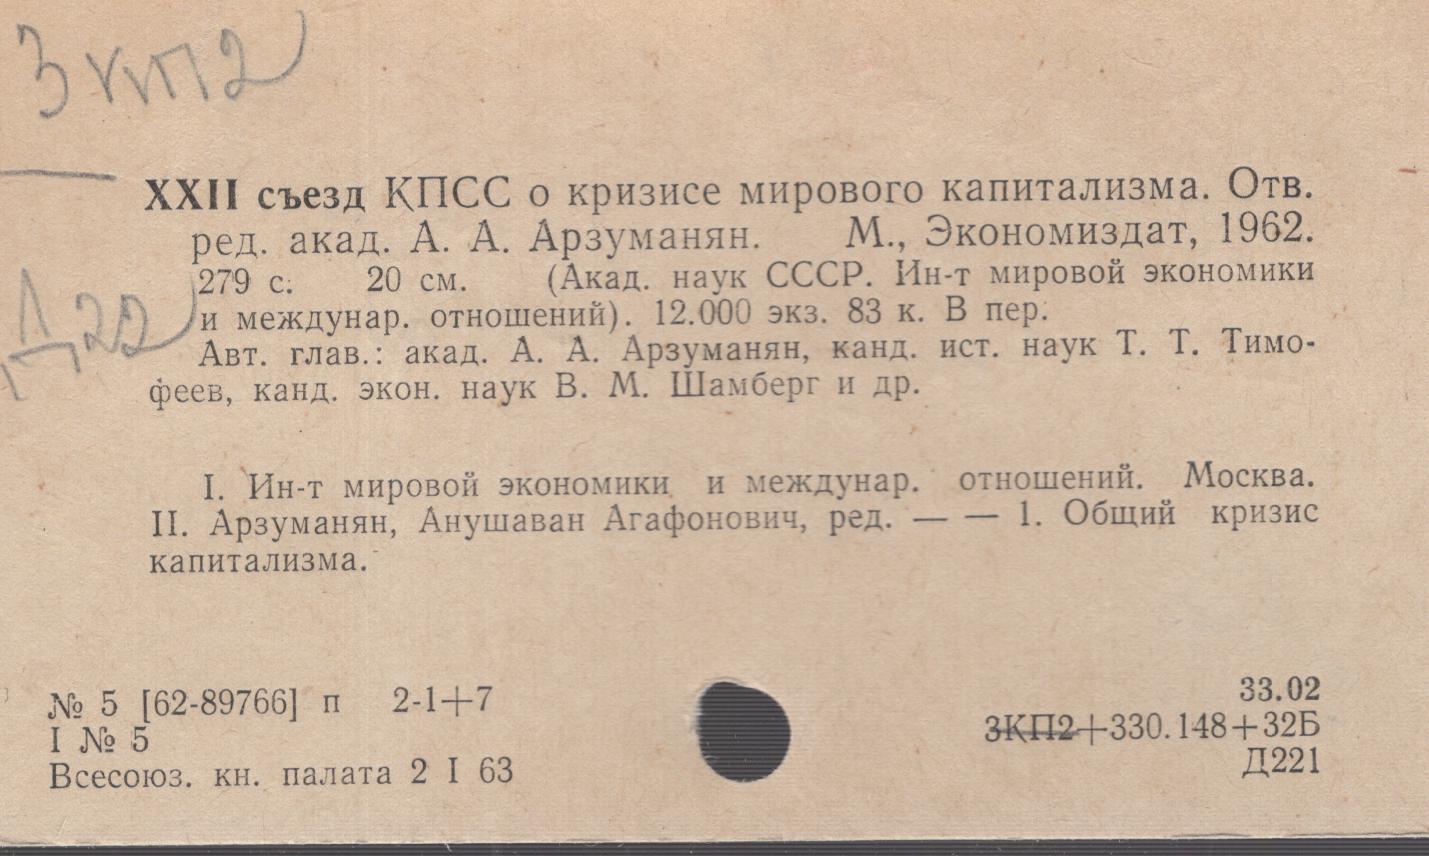 3КП2
XXII съезд КПСС о кризисе мирового капитализма. Отв.
ред. акад. А. А. Арзуманян. М., Экономиздат, 1962.
279 с. 20 см. (Акад. наук СССР. Ин-т мировой экономики
Д22
и междунар. отношений). 12.000 экз. 83 к. В пер.
Авт. глав.: акад. А. А. Арзуманян, канд. ист. наук Т. Т. Тимо-
феев, канд. экон. наук В. М. Шамберг и др.
I. Ин-т мировой экономики и междунар. отношений. Москва.
II. Арзуманян, Анушаван Агафонович, ред. — — 1. Общий кризис
капитализма.
№ 5 [62-89766] п 2-1+7
33.02
I № 5
3КП2+330.148+32Б
Всесоюз. кн. палата 2 I 63
Д221